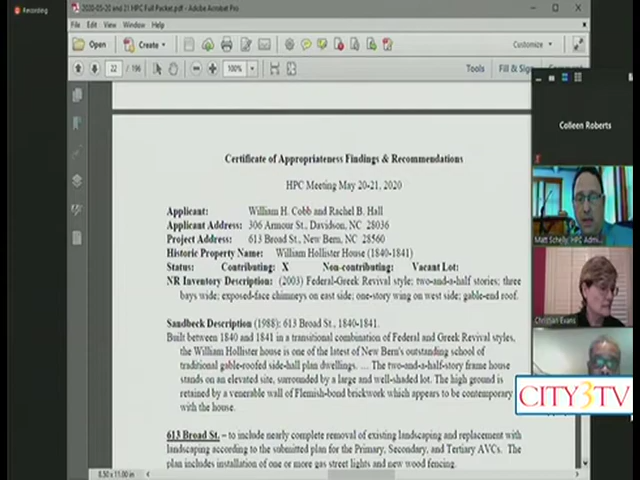 Recording
2020-05-20 and 21 HPC Full Packet.pdf - Adobe Acrobat Pro
File Edit View Window Help
Open Create Customize
22 / 196 100% Tools Fill & Sign Comment
Colleen Roberts
Certificate of Appropriateness Findings & Recommendations
HPC Meeting May 20-21, 2020
Applicant: William H. Cobb and Rachel B. Hall
Applicant Address: 306 Armour St., Davidson, NC 28036
Project Address: 613 Broad St., New Bern, NC 28560
Historic Property Name: William Hollister House (1840-1841)
Status: Contributing: X Non-contributing: Vacant Lot:
NR Inventory Description: (2003) Federal-Greek Revival style; two-and-a-half stories; three
bays wide; exposed-face chimneys on east side; one-story wing on west side; gable-end roof.
Matt Schelly, HPC Admi...
Christian Evans
Sandbeck Description (1988): 613 Broad St., 1840-1841.
Built between 1840 and 1841 in a transitional combination of Federal and Greek Revival styles,
the William Hollister house is one of the latest of New Bern's outstanding school of
traditional gable-roofed side-hall plan dwellings. ... The two-and-a-half-story frame house
stands on an elevated site, surrounded by a large and well-shaded lot. The high ground is
retained by a venerable wall of Flemish-bond brickwork which appears to be contemporary
with the house.
CITY3TV
613 Broad St. – to include nearly complete removal of existing landscaping and replacement with
landscaping according to the submitted plan for the Primary, Secondary, and Tertiary AVCs. The
plan includes installation of one or more gas street lights and new wood fencing.
8.50 x 11.00 in